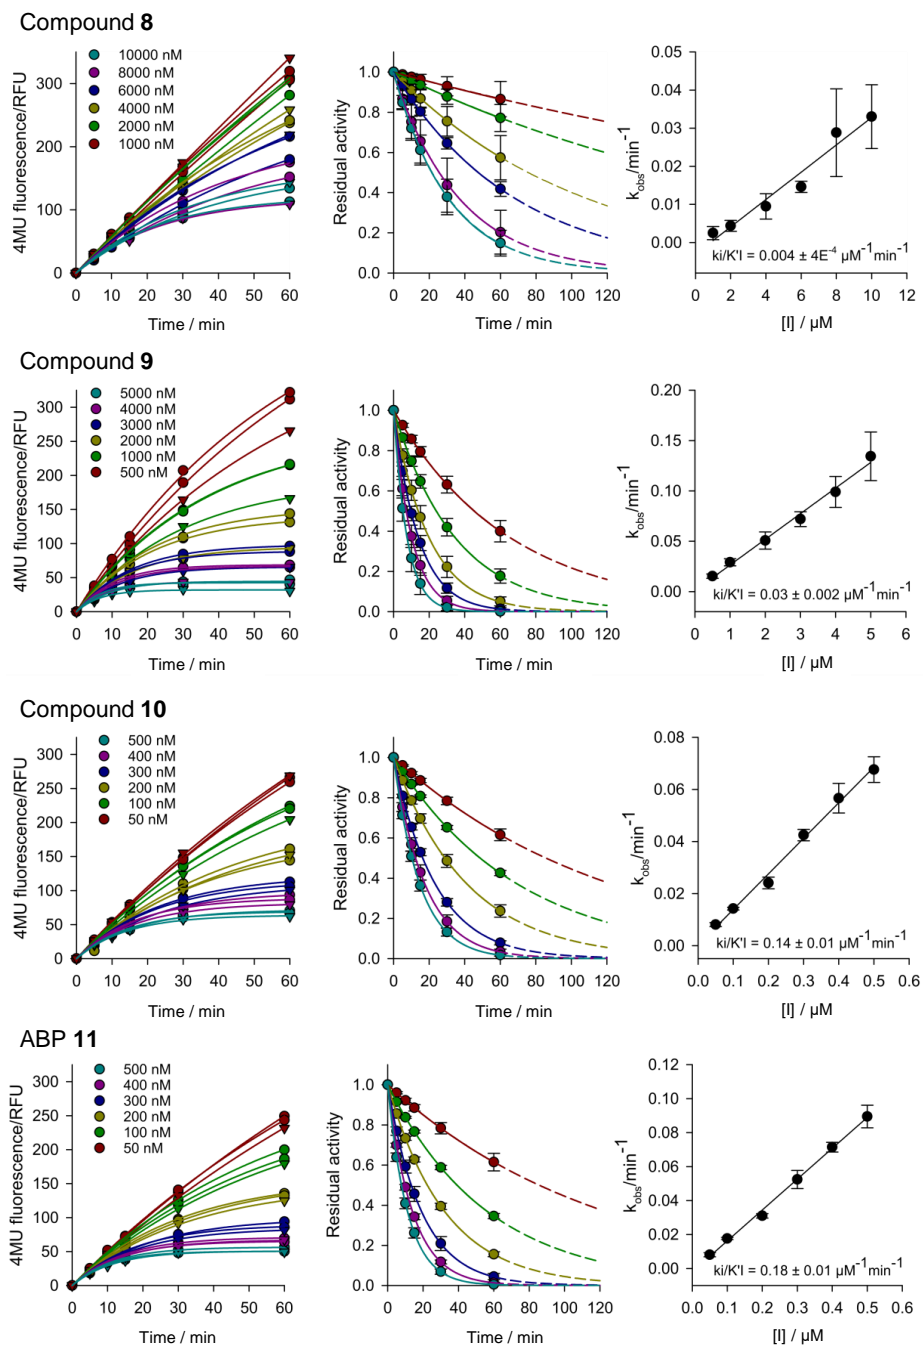 Compound 8
4MU fluorescence/RFU
300
200
100
0
10000 nM
8000 nM
6000 nM
4000 nM
2000 nM
1000 nM
0 10 20 30 40 50 60
Time / min
Residual activity
1.0
0.8
0.6
0.4
0.2
0.0
0 20 40 60 80 100 120
Time / min
kobs/min-1
0.05
0.04
0.03
0.02
0.01
0.00
ki/K'I = 0.004 ± 4E-4 µM-1min-1
0 2 4 6 8 10 12
[I] / µM
Compound 9
4MU fluorescence/RFU
300
250
200
150
100
50
0
5000 nM
4000 nM
3000 nM
2000 nM
1000 nM
500 nM
0 10 20 30 40 50 60
Time / min
Residual activity
1.0
0.8
0.6
0.4
0.2
0.0
0 20 40 60 80 100 120
Time / min
kobs/min-1
0.20
0.15
0.10
0.05
0.00
ki/K'I = 0.03 ± 0.002 µM-1min-1
0 1 2 3 4 5 6
[I] / µM
Compound 10
4MU fluorescence/RFU
300
250
200
150
100
50
0
500 nM
400 nM
300 nM
200 nM
100 nM
50 nM
0 10 20 30 40 50 60
Time / min
Residual activity
1.0
0.8
0.6
0.4
0.2
0.0
0 20 40 60 80 100 120
Time / min
kobs/min-1
0.08
0.06
0.04
0.02
0.00
ki/K'I = 0.14 ± 0.01 µM-1min-1
0.0 0.1 0.2 0.3 0.4 0.5 0.6
[I] / µM
ABP 11
4MU fluorescence/RFU
300
250
200
150
100
50
0
500 nM
400 nM
300 nM
200 nM
100 nM
50 nM
0 10 20 30 40 50 60
Time / min
Residual activity
1.0
0.8
0.6
0.4
0.2
0.0
0 20 40 60 80 100 120
Time / min
kobs/min-1
0.12
0.10
0.08
0.06
0.04
0.02
0.00
ki/K'I = 0.18 ± 0.01 µM-1min-1
0.0 0.1 0.2 0.3 0.4 0.5 0.6
[I] / µM